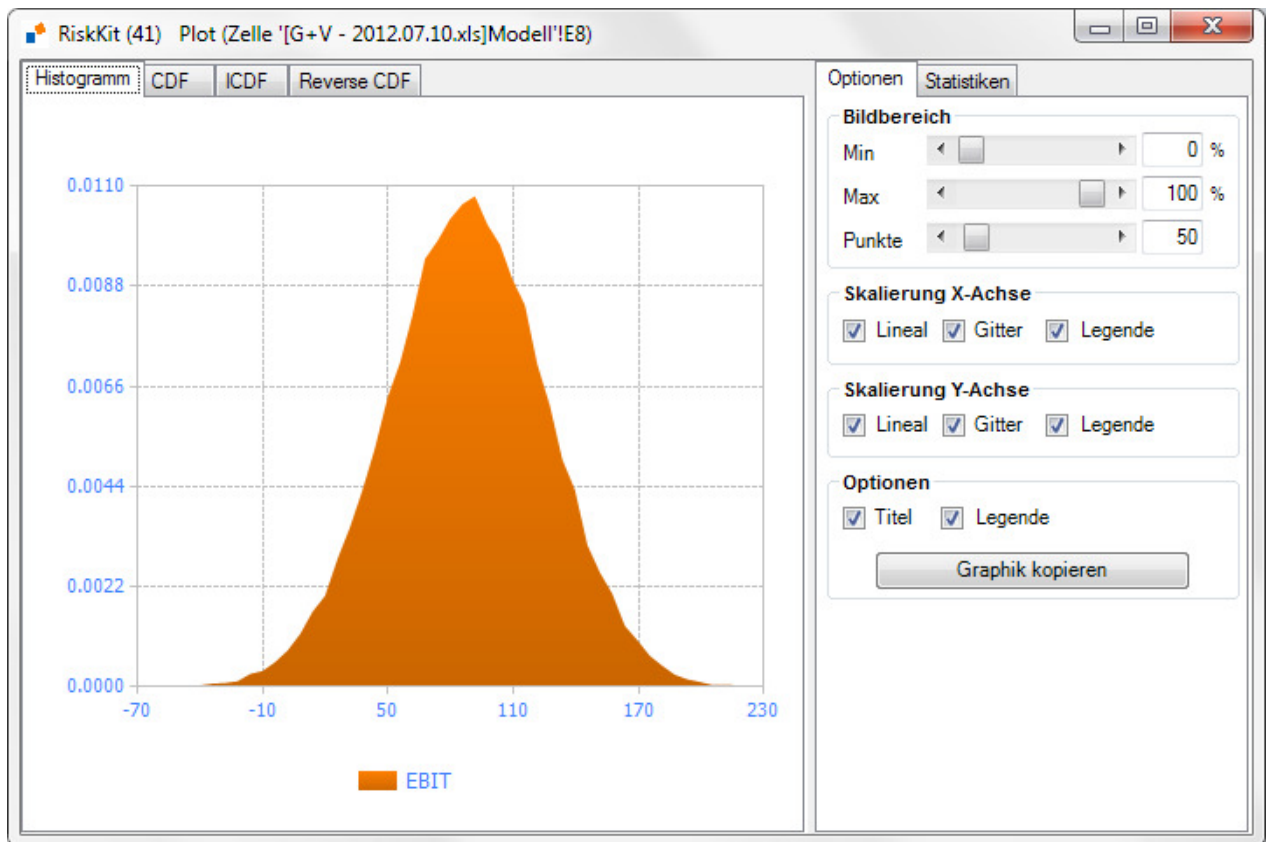 RiskKit (41) Plot (Zelle '[G+V - 2012.07.10.xls]Modell'!E8)
Histogramm CDF ICDF Reverse CDF
0.0110
0.0088
0.0066
0.0044
0.0022
0.0000
-70 -10 50 110 170 230
EBIT
Optionen Statistiken
Bildbereich
Min 0 %
Max 100 %
Punkte 50
Skalierung X-Achse
Lineal Gitter Legende
Skalierung Y-Achse
Lineal Gitter Legende
Optionen
Titel Legende
Graphik kopieren